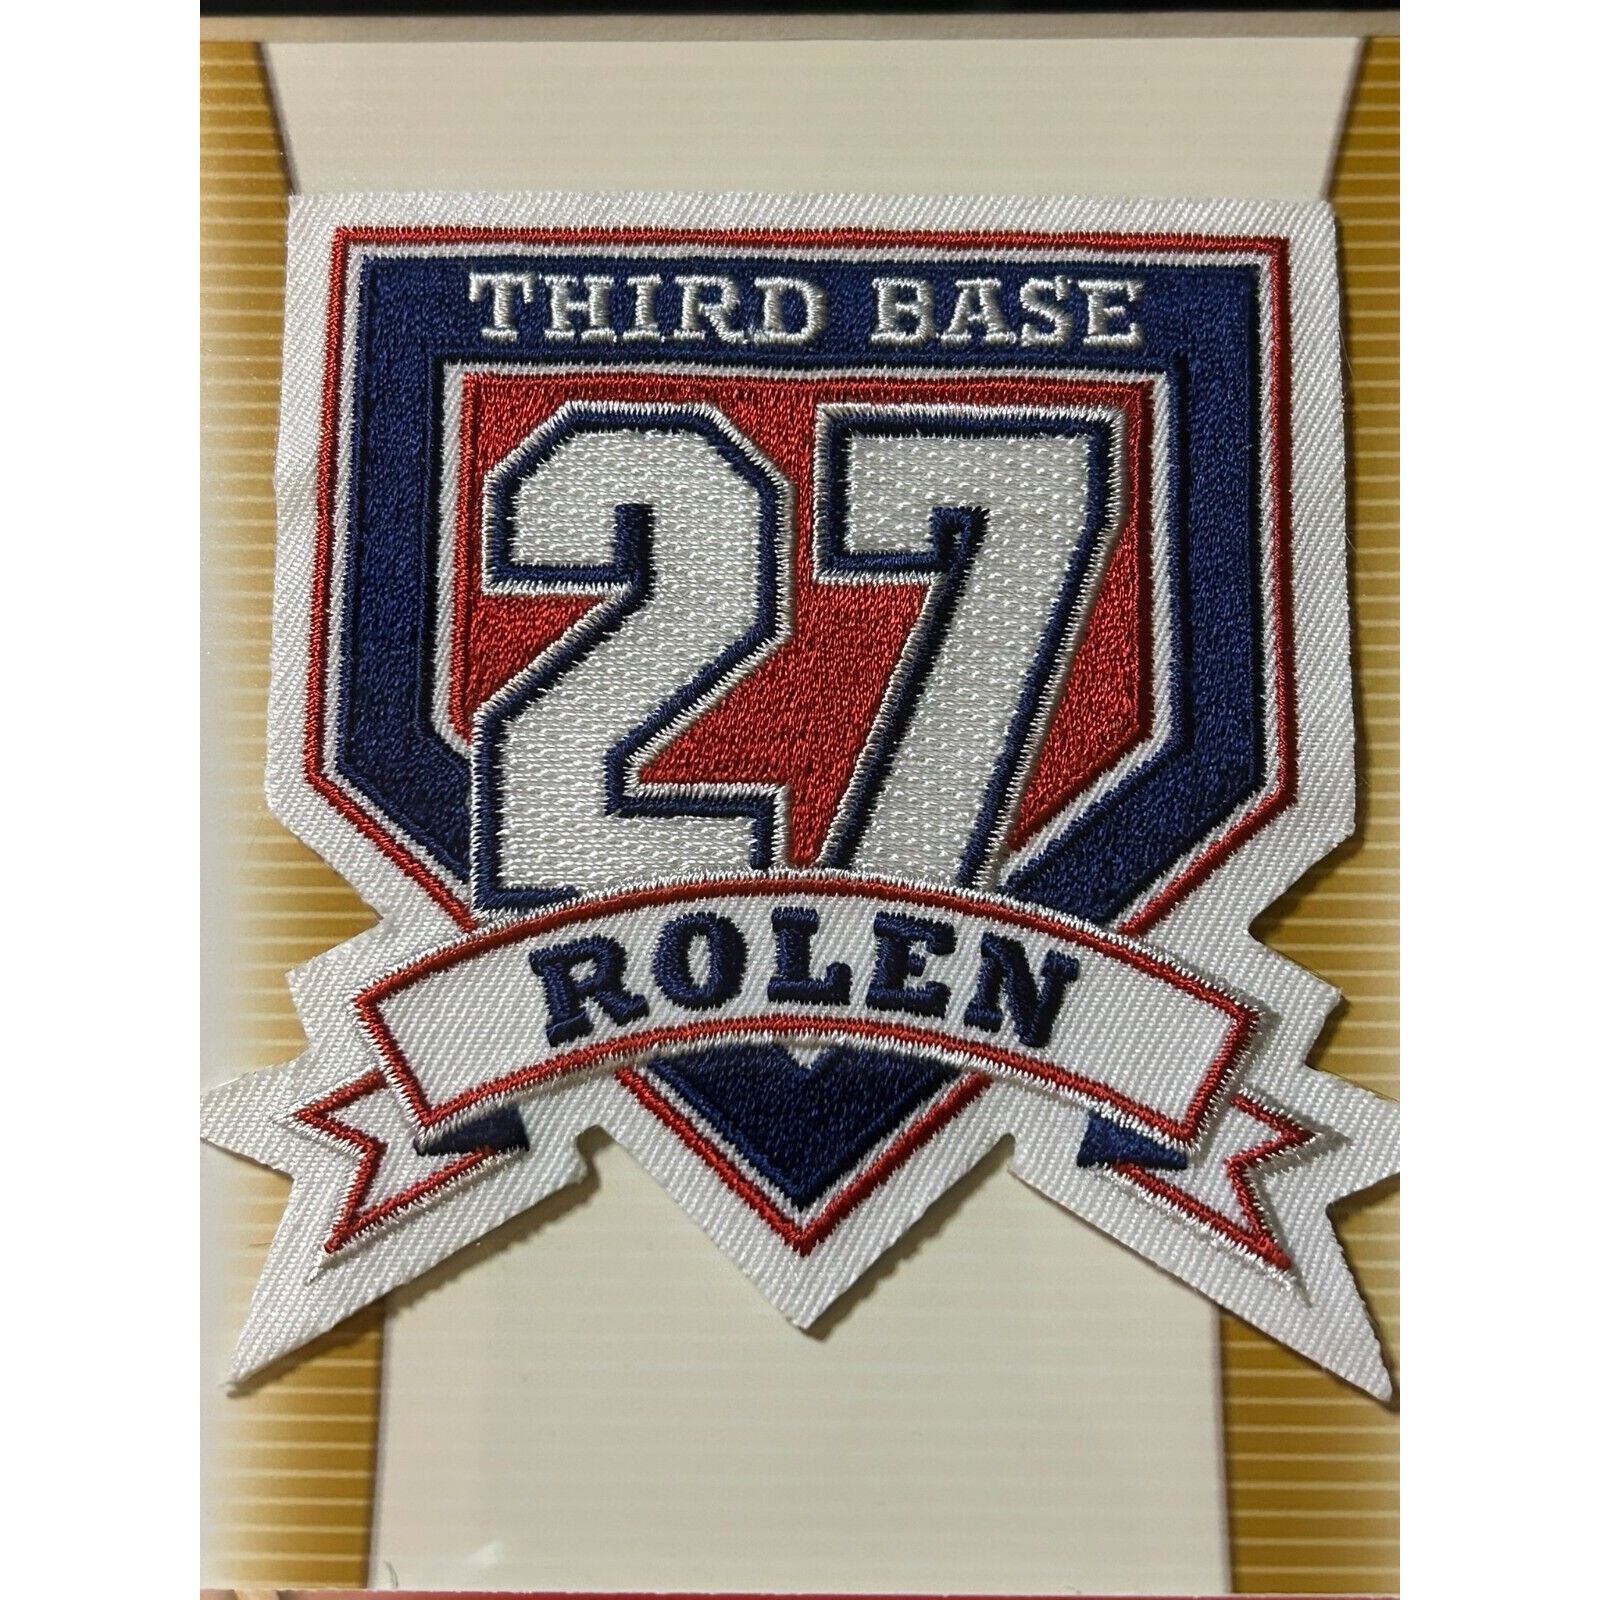 THIRD BASE
27
ROLEN